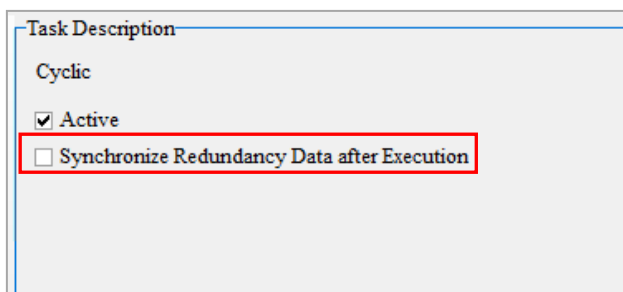 Task Description
Cyclic
Active
Synchronize Redundancy Data after Execution